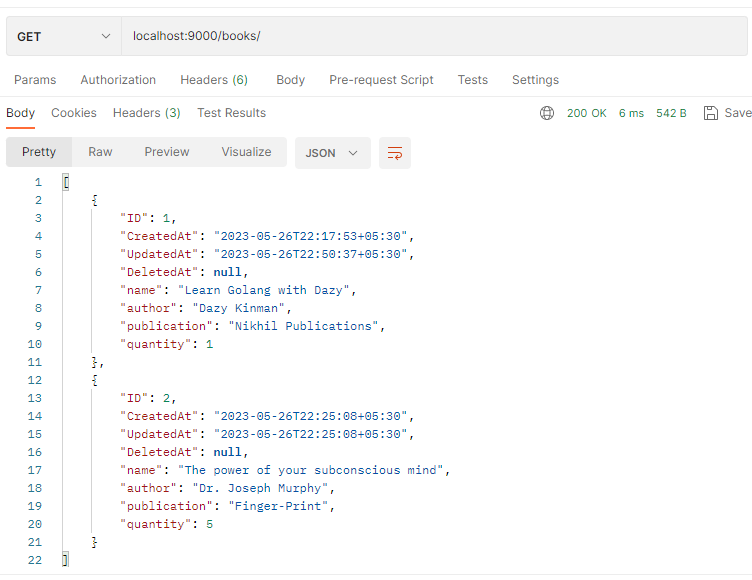 GET localhost:9000/books/
Params Authorization Headers (6) Body Pre-request Script Tests Settings
Body Cookies Headers (3) Test Results 200 OK 6 ms 542 B Save
Pretty Raw Preview Visualize JSON
1 [
2 {
3 "ID": 1,
4 "CreatedAt": "2023-05-26T22:17:53+05:30",
5 "UpdatedAt": "2023-05-26T22:50:37+05:30",
6 "DeletedAt": null,
7 "name": "Learn Golang with Dazy",
8 "author": "Dazy Kinman",
9 "publication": "Nikhil Publications",
10 "quantity": 1
11 },
12 {
13 "ID": 2,
14 "CreatedAt": "2023-05-26T22:25:08+05:30",
15 "UpdatedAt": "2023-05-26T22:25:08+05:30",
16 "DeletedAt": null,
17 "name": "The power of your subconscious mind",
18 "author": "Dr. Joseph Murphy",
19 "publication": "Finger-Print",
20 "quantity": 5
21 }
22 ]